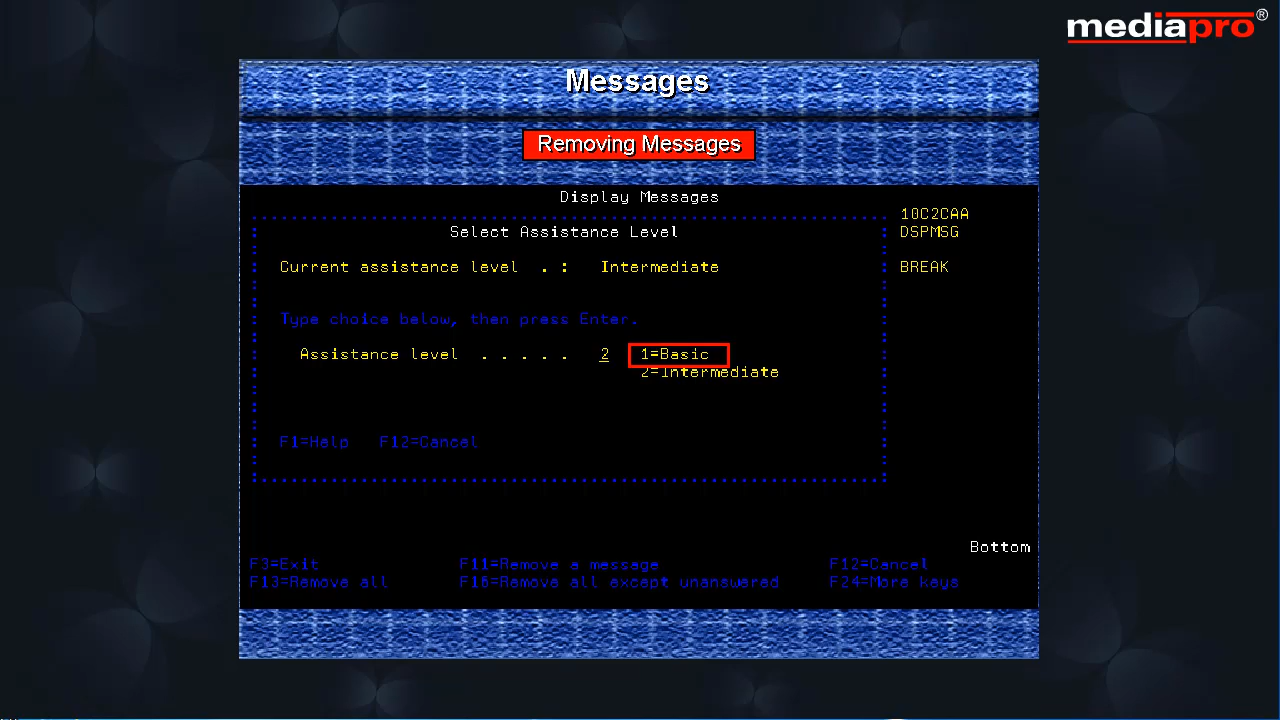 mediapro®
Messages
Removing Messages
Display Messages
10C2CAA
Select Assistance Level
DSPMSG
Current assistance level . : Intermediate
BREAK
Type choice below, then press Enter.
Assistance level . . . . . 2 1=Basic
2=Intermediate
F1=Help F12=Cancel
Bottom
F3=Exit F11=Remove a message F12=Cancel
F13=Remove all F16=Remove all except unanswered F24=More keys